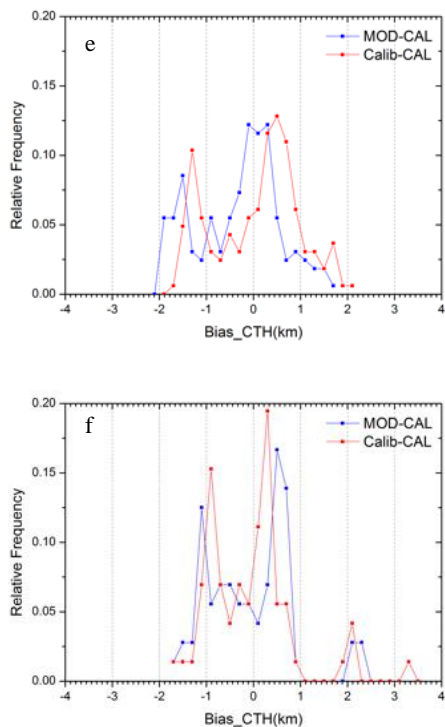 e
MOD-CAL
Calib-CAL
0.20
0.15
0.10
0.05
0.00
Relative Frequency
-4 -3 -2 -1 0 1 2 3 4
Bias_CTH(km)
f
MOD-CAL
Calib-CAL
0.20
0.15
0.10
0.05
0.00
Relative Frequency
-4 -3 -2 -1 0 1 2 3 4
Bias_CTH(km)